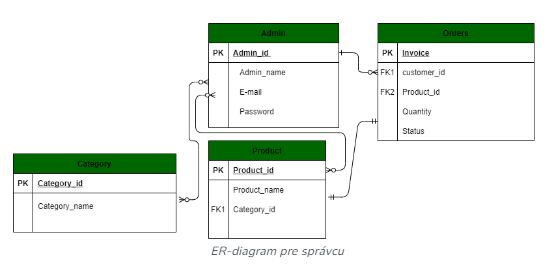 Admin
PK Admin_id
Admin_name
E-mail
Password
Orders
PK Invoice
FK1 customer_id
FK2 Product_id
Quantity
Status
Category
PK Category_id
Category_name
Product
PK Product_id
Product_name
FK1 Category_id
ER-diagram pre správcu